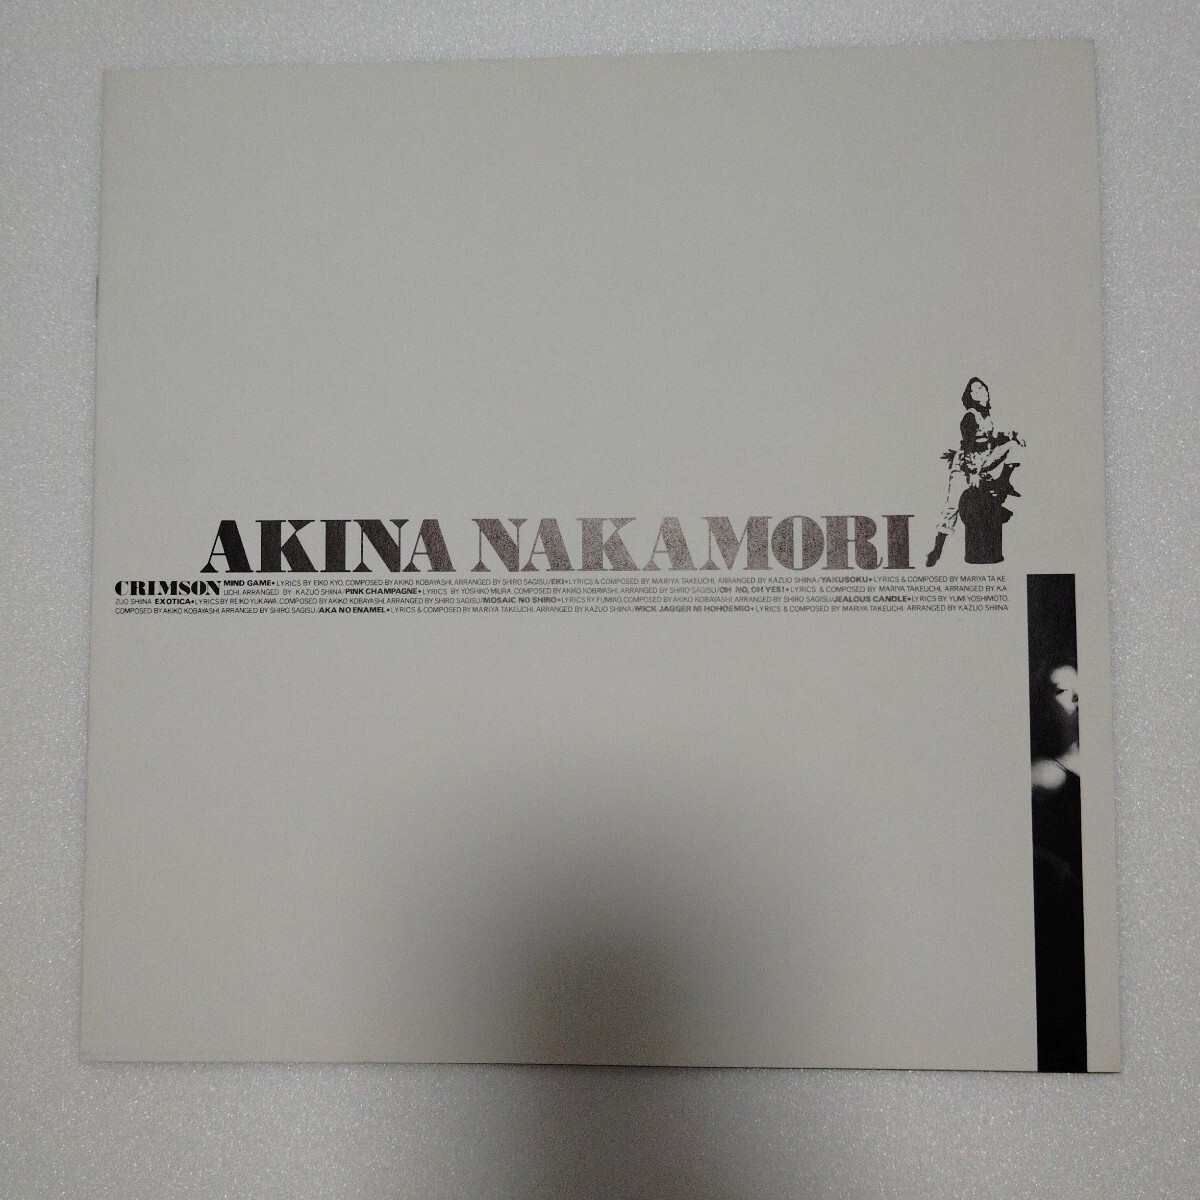 AKINA NAKAMORI
CRIMSON MIND GAME•LYRICS BY EIKO KYO, COMPOSED BY AKIKO KOBAYASHI, ARRANGED BY SHIRO SAGISU/EKI•LYRICS & COMPOSED BY MARIYA TAKEUCHI, ARRANGED BY KAZUO SHIINA/YAKUSOKU•LYRICS & COMPOSED BY MARIYA TAKE-
UCHI, ARRANGED BY KAZUO SHIINA/PINK CHAMPAGNE•LYRICS BY YOSHIKO MIURA, COMPOSED BY AKIKO KOBAYASHI, ARRANGED BY SHIRO SAGISU/OH NO, OH YES!•LYRICS & COMPOSED BY MARIYA TAKEUCHI, ARRANGED BY KA-
ZUO SHIINA EXOTICA•LYRICS BY REIKO YUKAWA, COMPOSED BY AKIKO KOBAYASHI, ARRANGED BY SHIRO SAGISU/MOSAIC NO SHIRO•LYRICS BY FUMIKO, COMPOSED BY AKIKO KOBAYASHI, ARRANGED BY SHIRO SAGISU/JEALOUS CANDLE•LYRICS BY YUMI YOSHIMOTO,
COMPOSED BY AKIKO KOBAYASHI, ARRANGED BY SHIRO SAGISU/AKA NO ENAMEL•LYRICS & COMPOSED BY MARIYA TAKEUCHI, ARRANGED BY KAZUO SHIINA/MICK JAGGER NI HOHOEMIO•LYRICS & COMPOSED BY MARIYA TAKEUCHI, ARRANGED BY KAZUO SHIINA